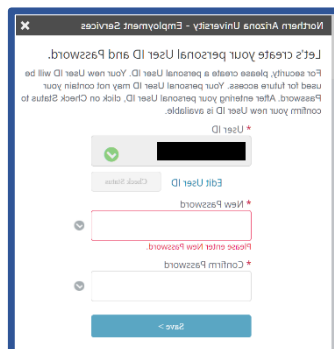 Northern Arizona University - Employment Services
Let's create your personal User ID and Password.
For security, please create a personal User ID. Your new User ID will be
used for future access. Your personal User ID may not contain your
Password. After entering your personal User ID, click on Check Status to
confirm your new User ID is available.
* User ID
Edit User ID
Check Status
* New Password
Please enter New Password.
* Confirm Password
Save >